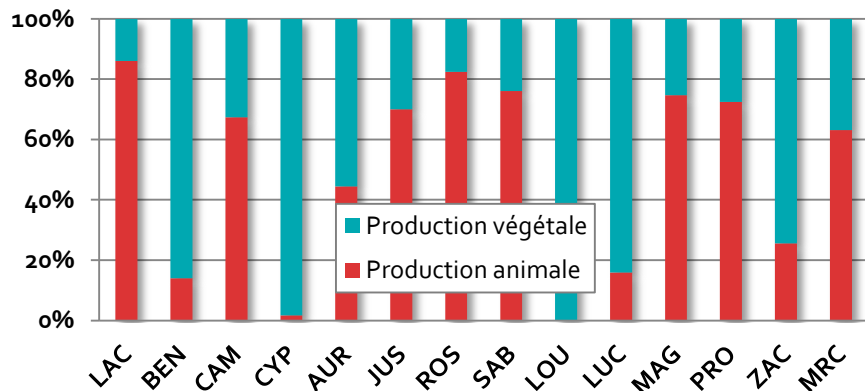 100%
80%
60%
40%
20%
0%
Production végétale
Production animale
LAC
BEN
CAM
CYP
AUR
JUS
ROS
SAB
LOU
LUC
MAG
PRO
ZAC
MRC